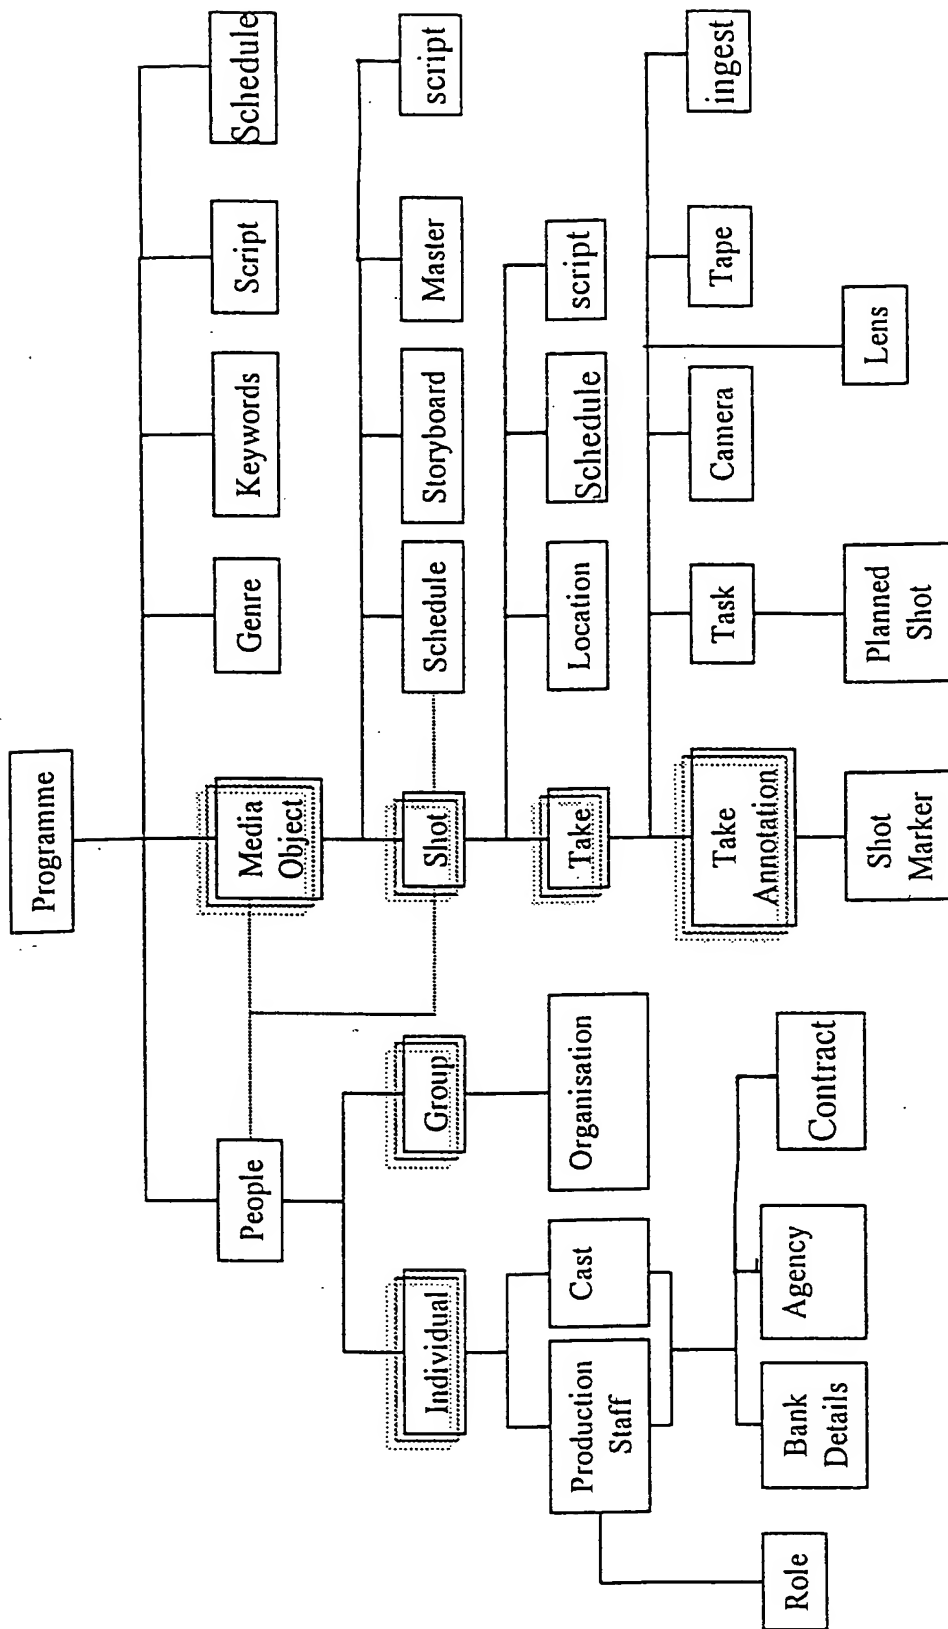 Programme
People
Media
Object
Genre
Keywords
Script
Schedule
Individual
Group
Shot
Schedule
Storyboard
Master
script
Production
Staff
Cast
Organisation
Take
Location
Schedule
script
Role
Bank
Details
Agency
Contract
Take
Annotation
Task
Camera
Tape
ingest
Shot
Marker
Planned
Shot
Lens